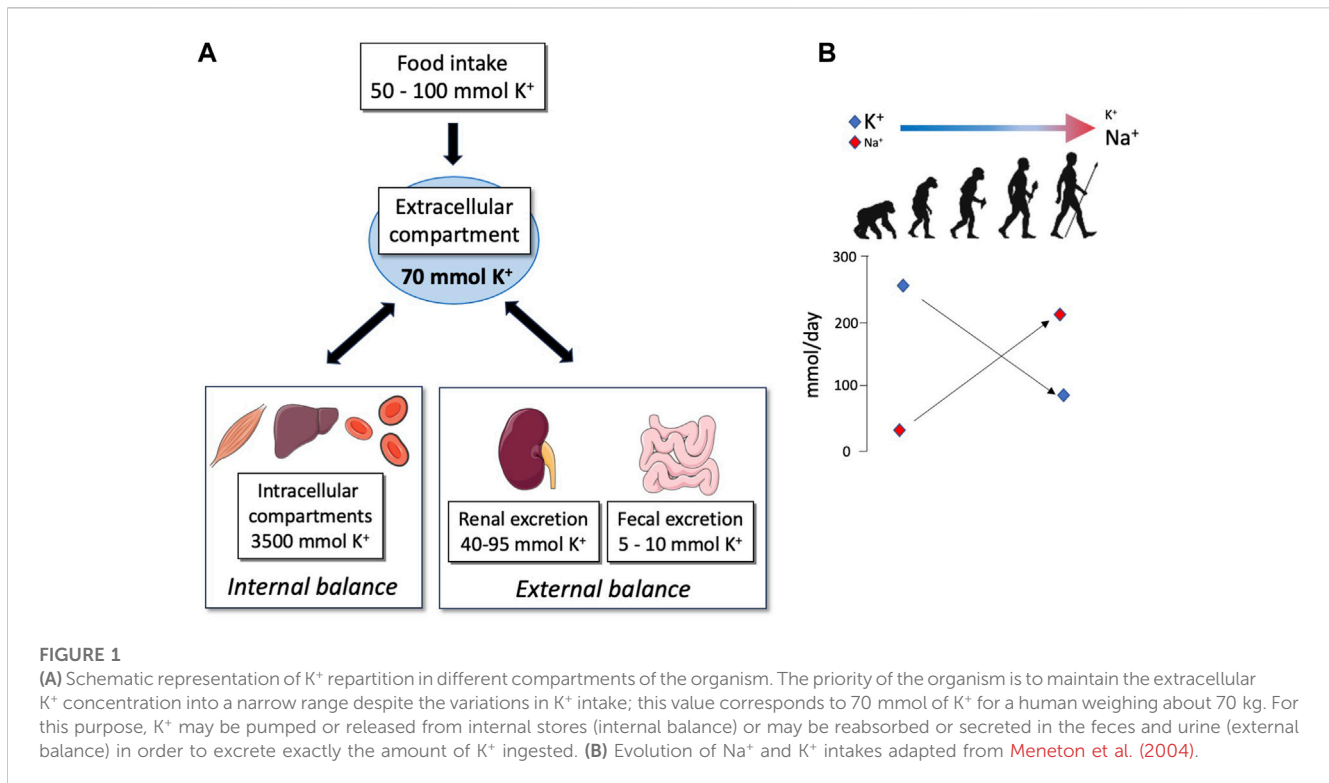 A
Food intake
50 - 100 mmol K⁺
Extracellular
compartment
70 mmol K⁺
Intracellular
compartments
3500 mmol K⁺
Internal balance
Renal excretion
40-95 mmol K⁺
Fecal excretion
5 - 10 mmol K⁺
External balance
B
K⁺
Na⁺
K⁺
Na⁺
300
200
100
0
mmol/day
FIGURE 1
(A) Schematic representation of K⁺ repartition in different compartments of the organism. The priority of the organism is to maintain the extracellular
K⁺ concentration into a narrow range despite the variations in K⁺ intake; this value corresponds to 70 mmol of K⁺ for a human weighing about 70 kg. For
this purpose, K⁺ may be pumped or released from internal stores (internal balance) or may be reabsorbed or secreted in the feces and urine (external
balance) in order to excrete exactly the amount of K⁺ ingested. (B) Evolution of Na⁺ and K⁺ intakes adapted from Meneton et al. (2004).